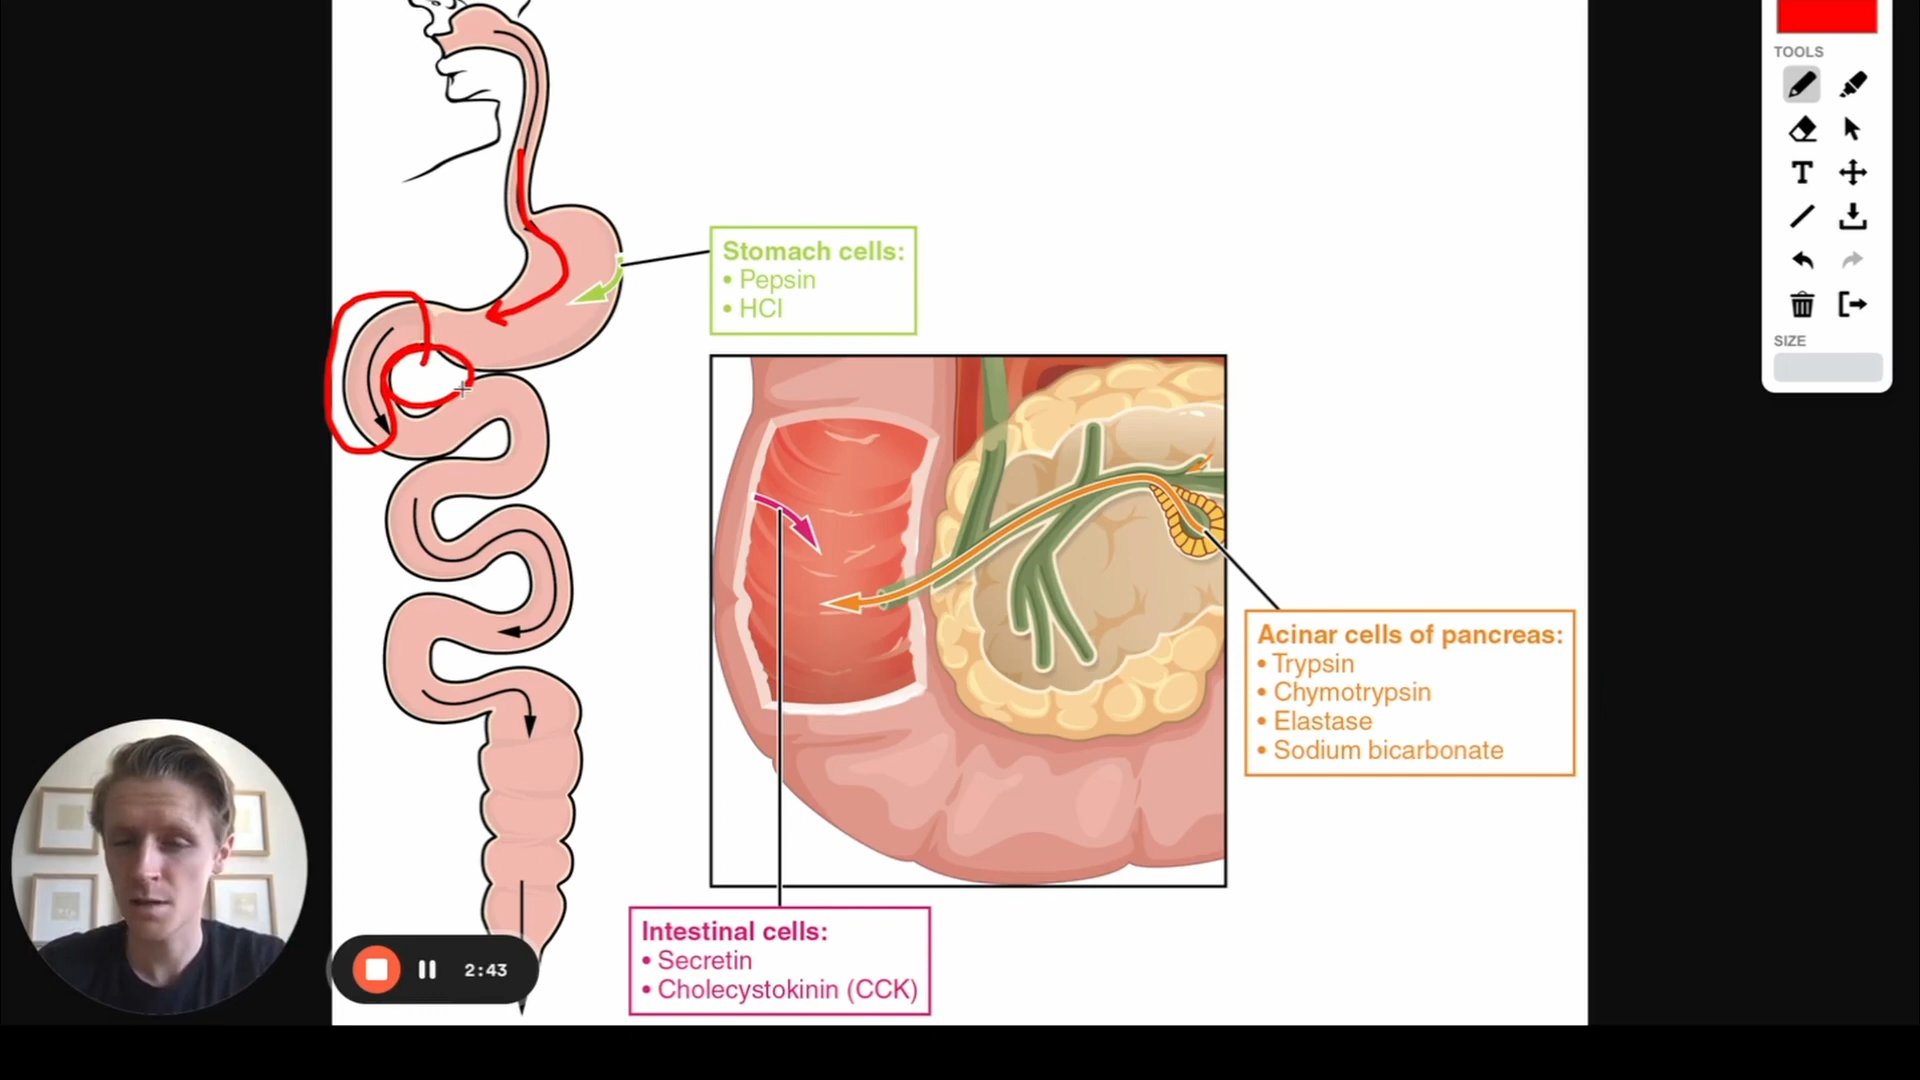 TOOLS
SIZE
Stomach cells:
• Pepsin
• HCl
Acinar cells of pancreas:
• Trypsin
• Chymotrypsin
• Elastase
• Sodium bicarbonate
Intestinal cells:
• Secretin
• Cholecystokinin (CCK)
2:43